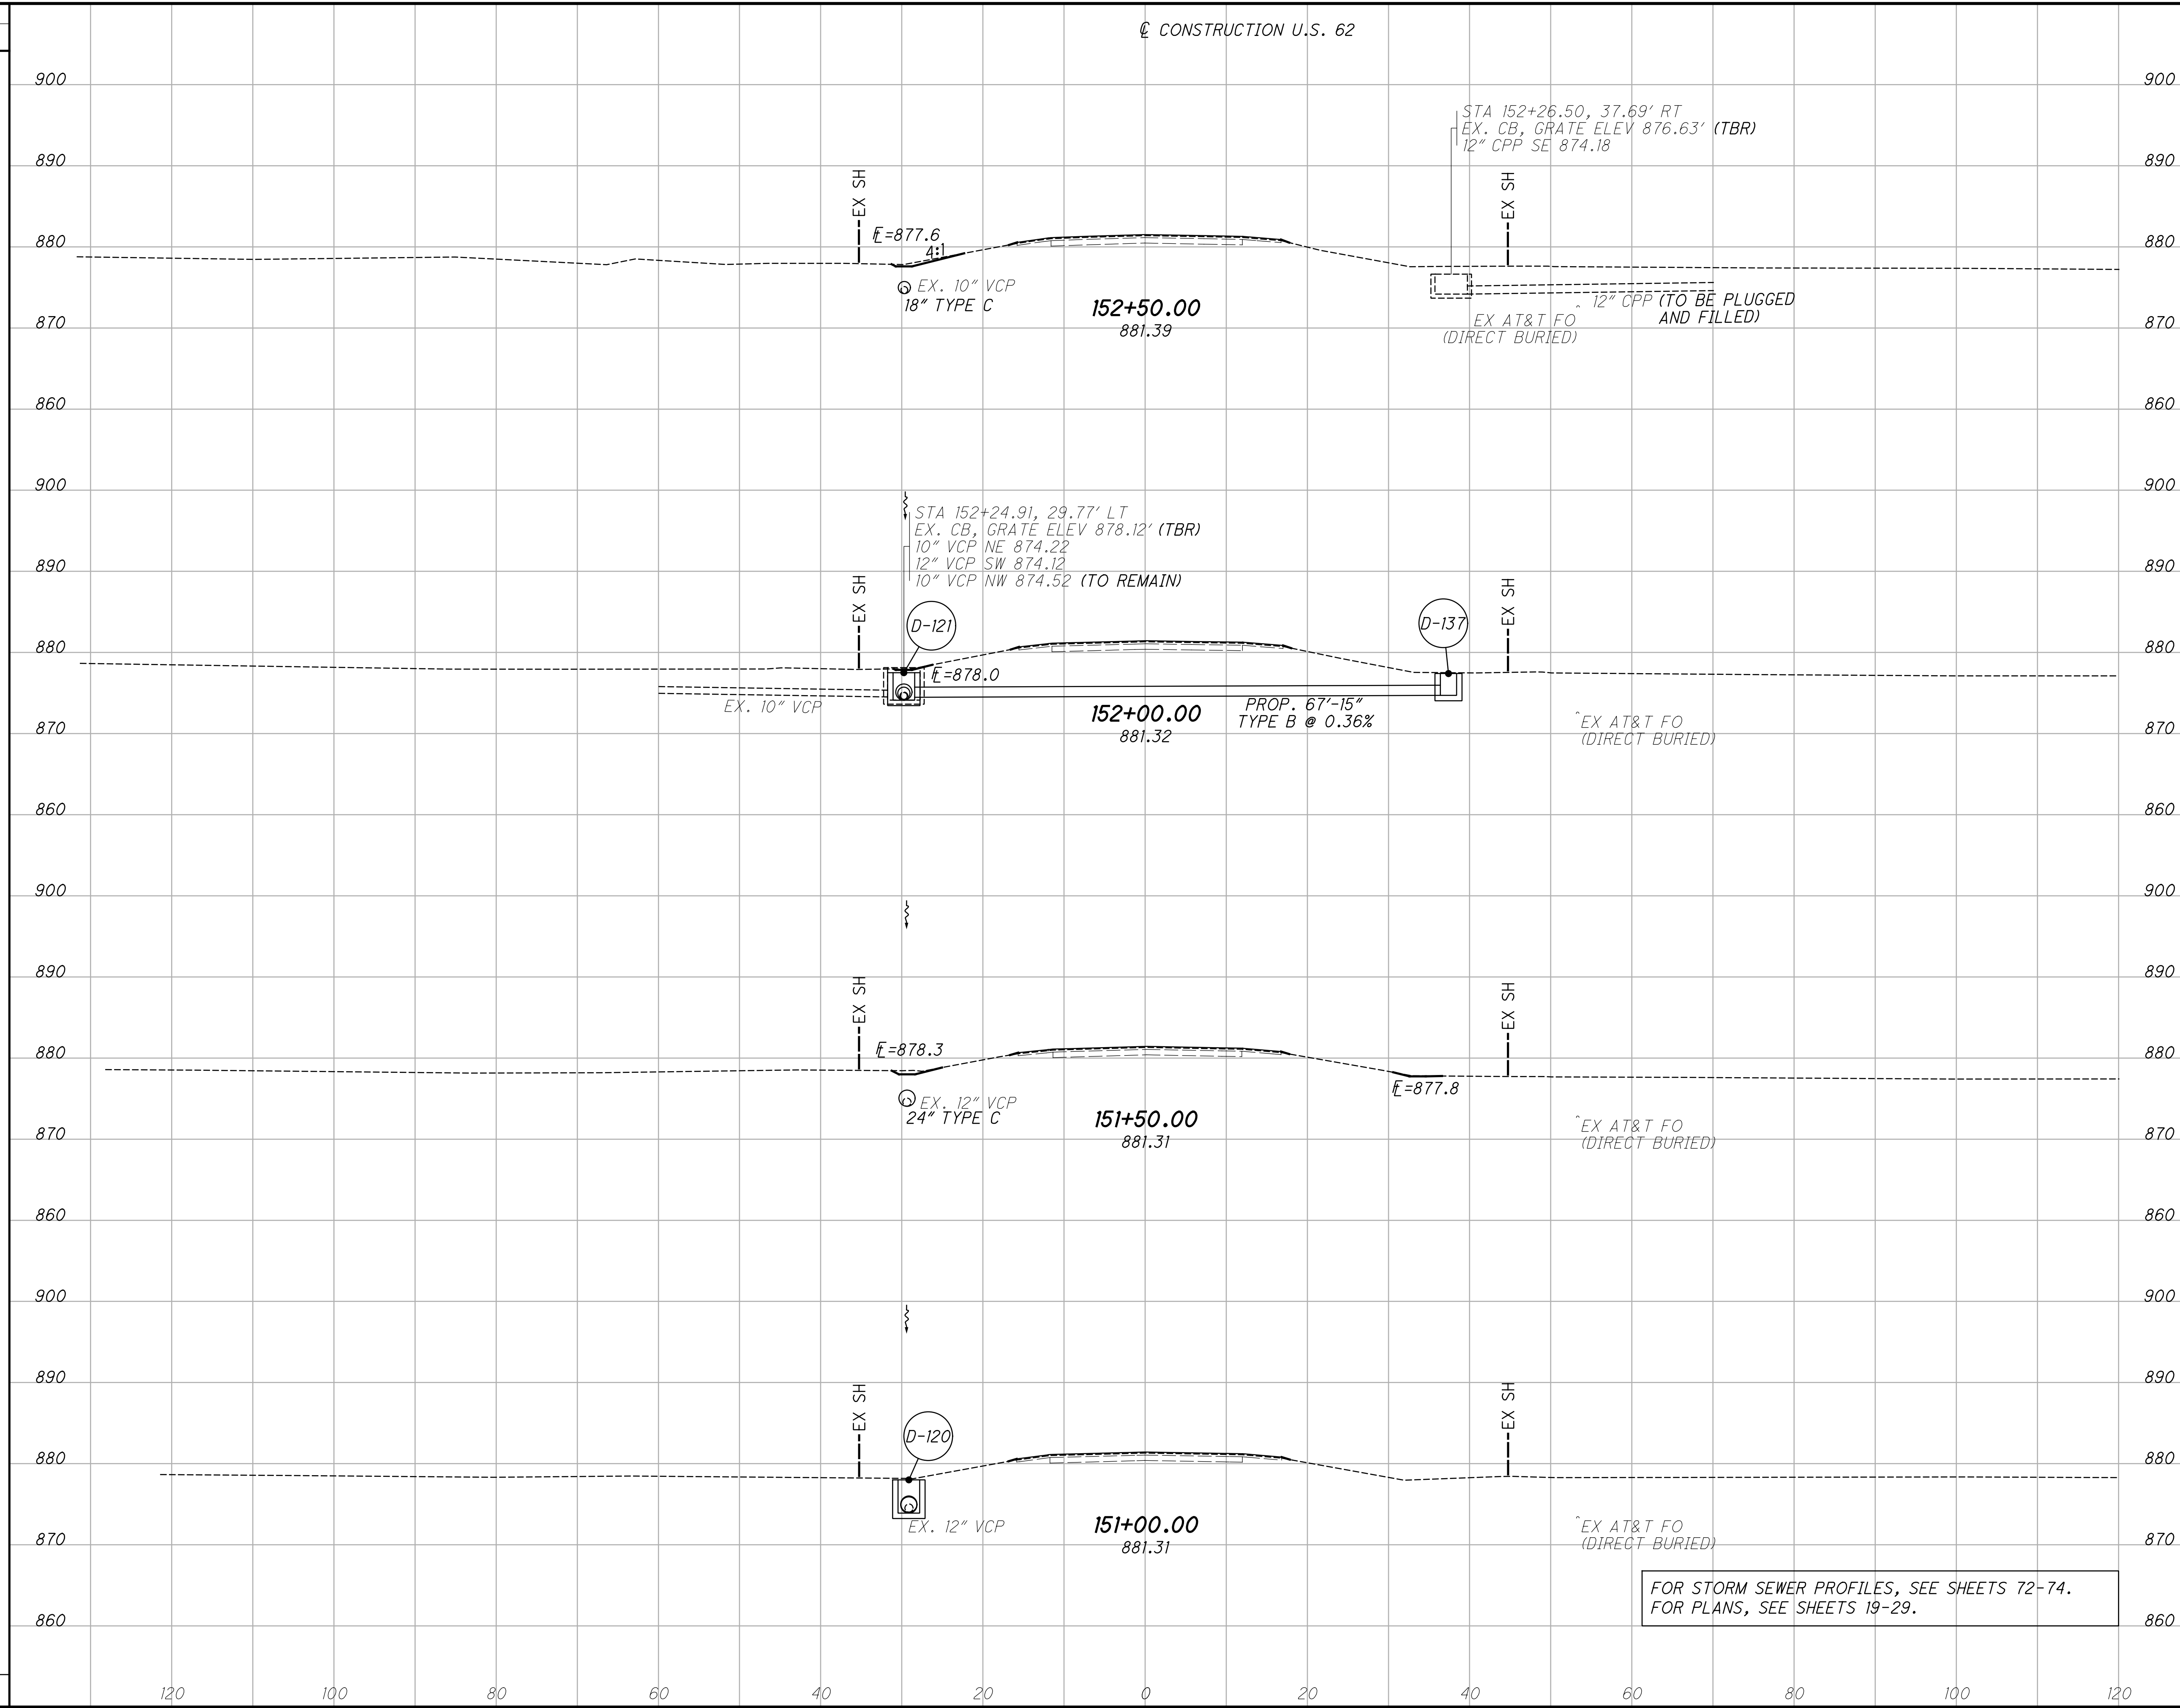 ℄ CONSTRUCTION U.S. 62
900 900
STA 152+26.50, 37.69' RT
EX. CB, GRATE ELEV 876.63' (TBR)
12" CPP SE 874.18
890 890
EX SH
EX SH
℄=877.6
4:1
880 880
EX. 10" VCP
18" TYPE C
152+50.00
881.39
12" CPP (TO BE PLUGGED
AND FILLED)
EX AT&T FO
(DIRECT BURIED)
870 870
860 860
900 900
STA 152+24.91, 29.77' LT
EX. CB, GRATE ELEV 878.12' (TBR)
10" VCP NE 874.22
12" VCP SW 874.12
10" VCP NW 874.52 (TO REMAIN)
890 890
EX SH
EX SH
D-121
D-137
880 880
℄=878.0
EX. 10" VCP
PROP. 67'-15"
TYPE B @ 0.36%
152+00.00
881.32
EX AT&T FO
(DIRECT BURIED)
870 870
860 860
900 900
890 890
EX SH
EX SH
℄=878.3
880 880
℄=877.8
EX. 12" VCP
24" TYPE C
151+50.00
881.31
EX AT&T FO
(DIRECT BURIED)
870 870
860 860
900 900
890 890
EX SH
EX SH
D-120
880 880
EX. 12" VCP
151+00.00
881.31
EX AT&T FO
(DIRECT BURIED)
870 870
FOR STORM SEWER PROFILES, SEE SHEETS 72-74.
FOR PLANS, SEE SHEETS 19-29.
860 860
120 100 80 60 40 20 0 20 40 60 80 100 120